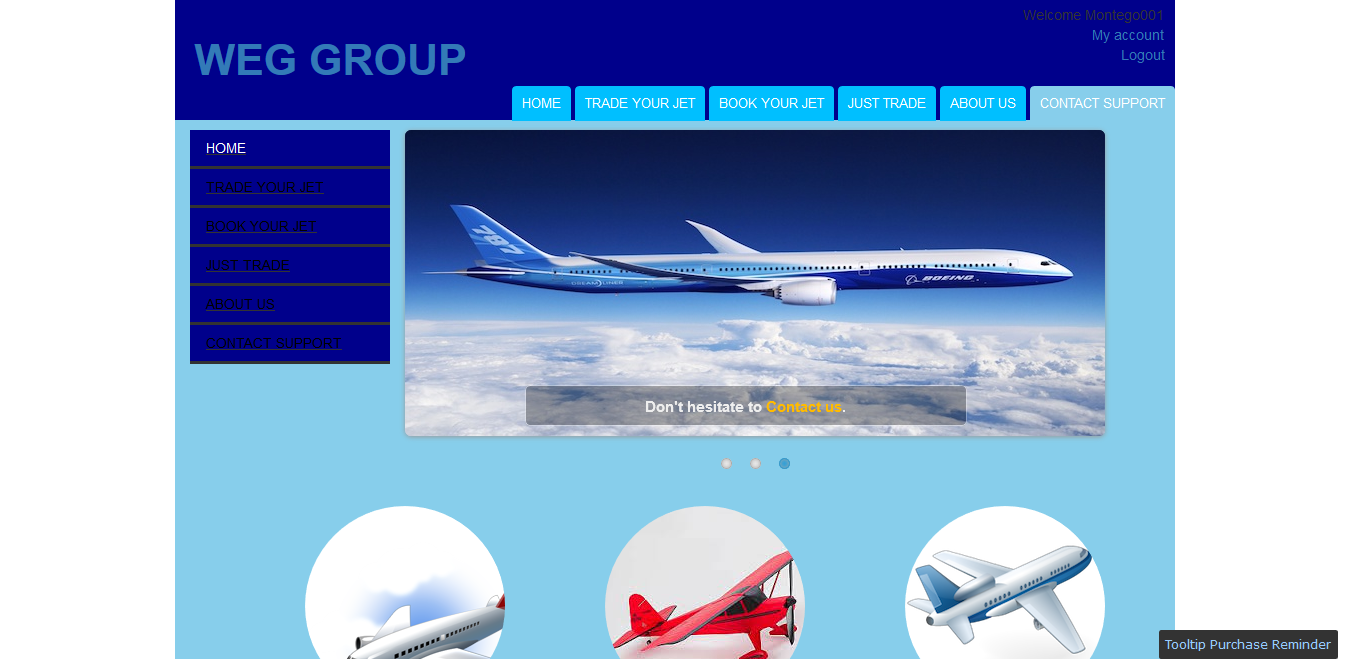 Welcome Montego001
My account
Logout
WEG GROUP
HOME TRADE YOUR JET BOOK YOUR JET JUST TRADE ABOUT US CONTACT SUPPORT
HOME
TRADE YOUR JET
BOOK YOUR JET
JUST TRADE
ABOUT US
CONTACT SUPPORT
787
DREAMLINER
BOEING
Don't hesitate to Contact us.
Tooltip Purchase Reminder